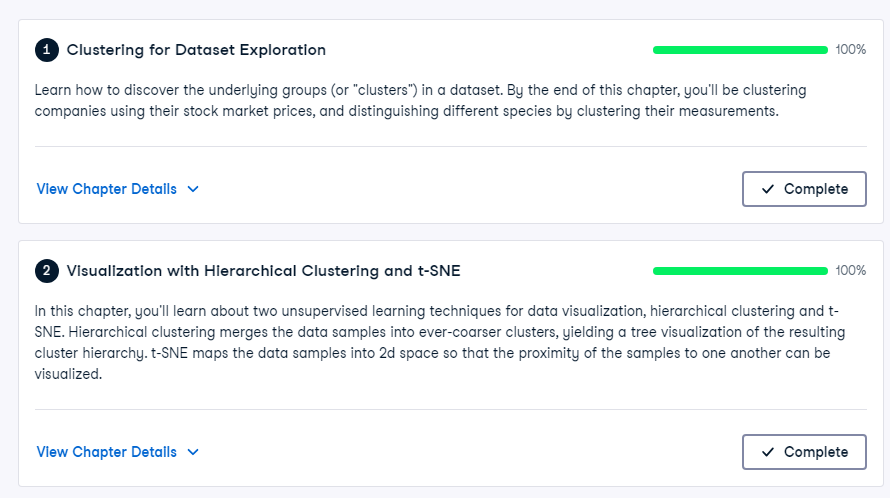 1 Clustering for Dataset Exploration 100%
Learn how to discover the underlying groups (or "clusters") in a dataset. By the end of this chapter, you'll be clustering
companies using their stock market prices, and distinguishing different species by clustering their measurements.
View Chapter Details
Complete
2 Visualization with Hierarchical Clustering and t-SNE 100%
In this chapter, you'll learn about two unsupervised learning techniques for data visualization, hierarchical clustering and t-
SNE. Hierarchical clustering merges the data samples into ever-coarser clusters, yielding a tree visualization of the resulting
cluster hierarchy. t-SNE maps the data samples into 2d space so that the proximity of the samples to one another can be
visualized.
View Chapter Details
Complete